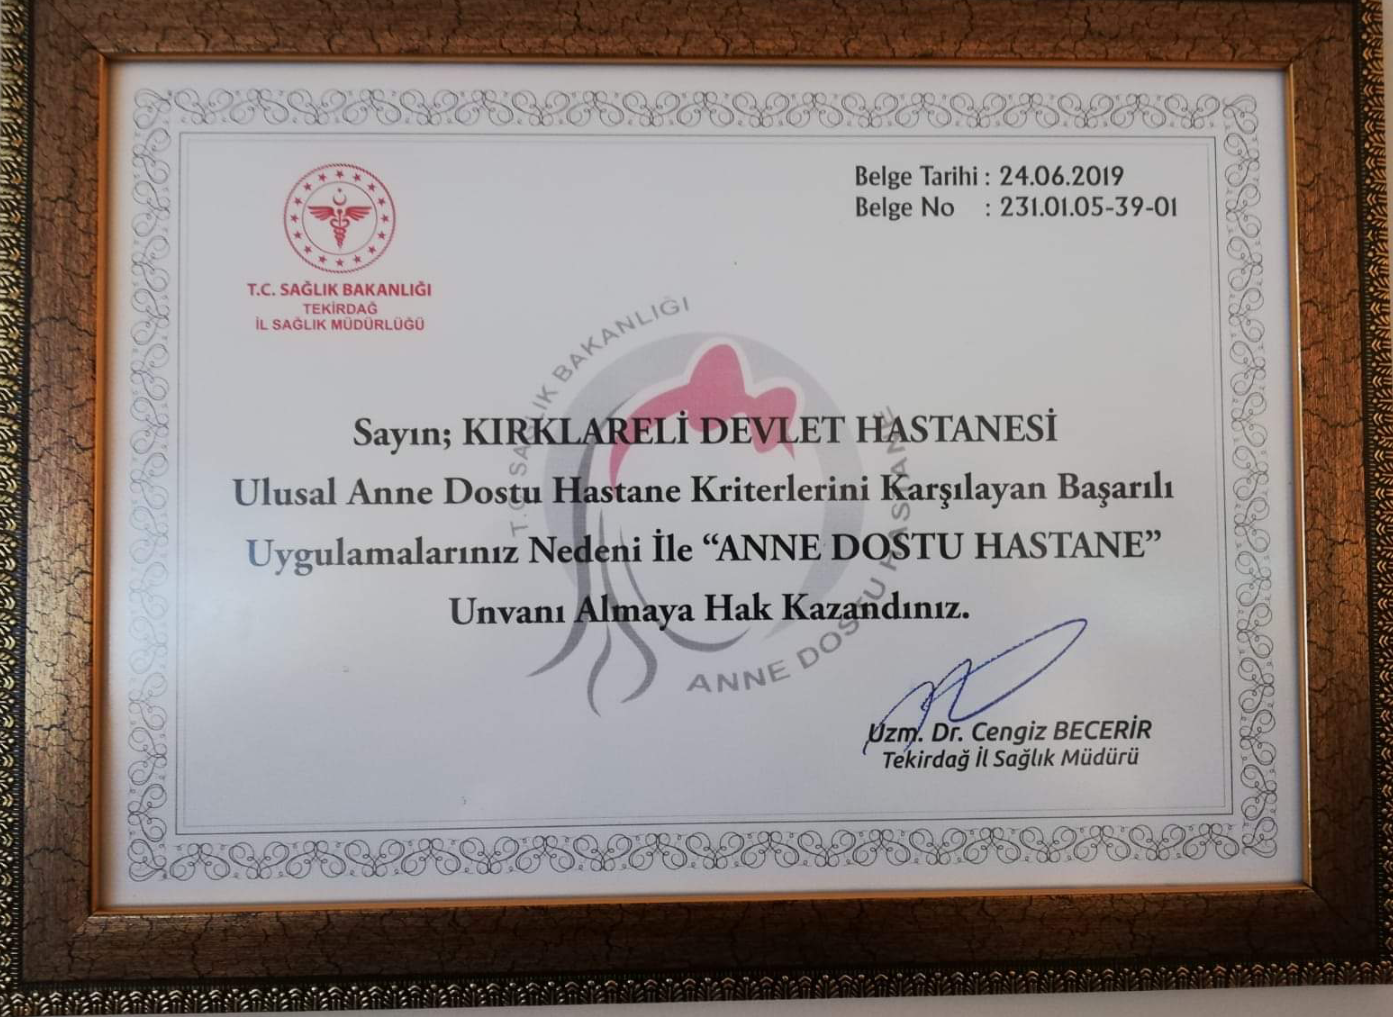 Belge Tarihi : 24.06.2019
Belge No : 231.01.05-39-01
T.C. SAĞLIK BAKANLIĞI
TEKİRDAĞ
İL SAĞLIK MÜDÜRLÜĞÜ
T.C. SAĞLIK BAKANLIĞI
ANNE DOSTU HASTANE
Sayın; KIRKLARELİ DEVLET HASTANESİ
Ulusal Anne Dostu Hastane Kriterlerini Karşılayan Başarılı
Uygulamalarınız Nedeni İle “ANNE DOSTU HASTANE”
Unvanı Almaya Hak Kazandınız.
Uzm. Dr. Cengiz BECERİR
Tekirdağ İl Sağlık Müdürü